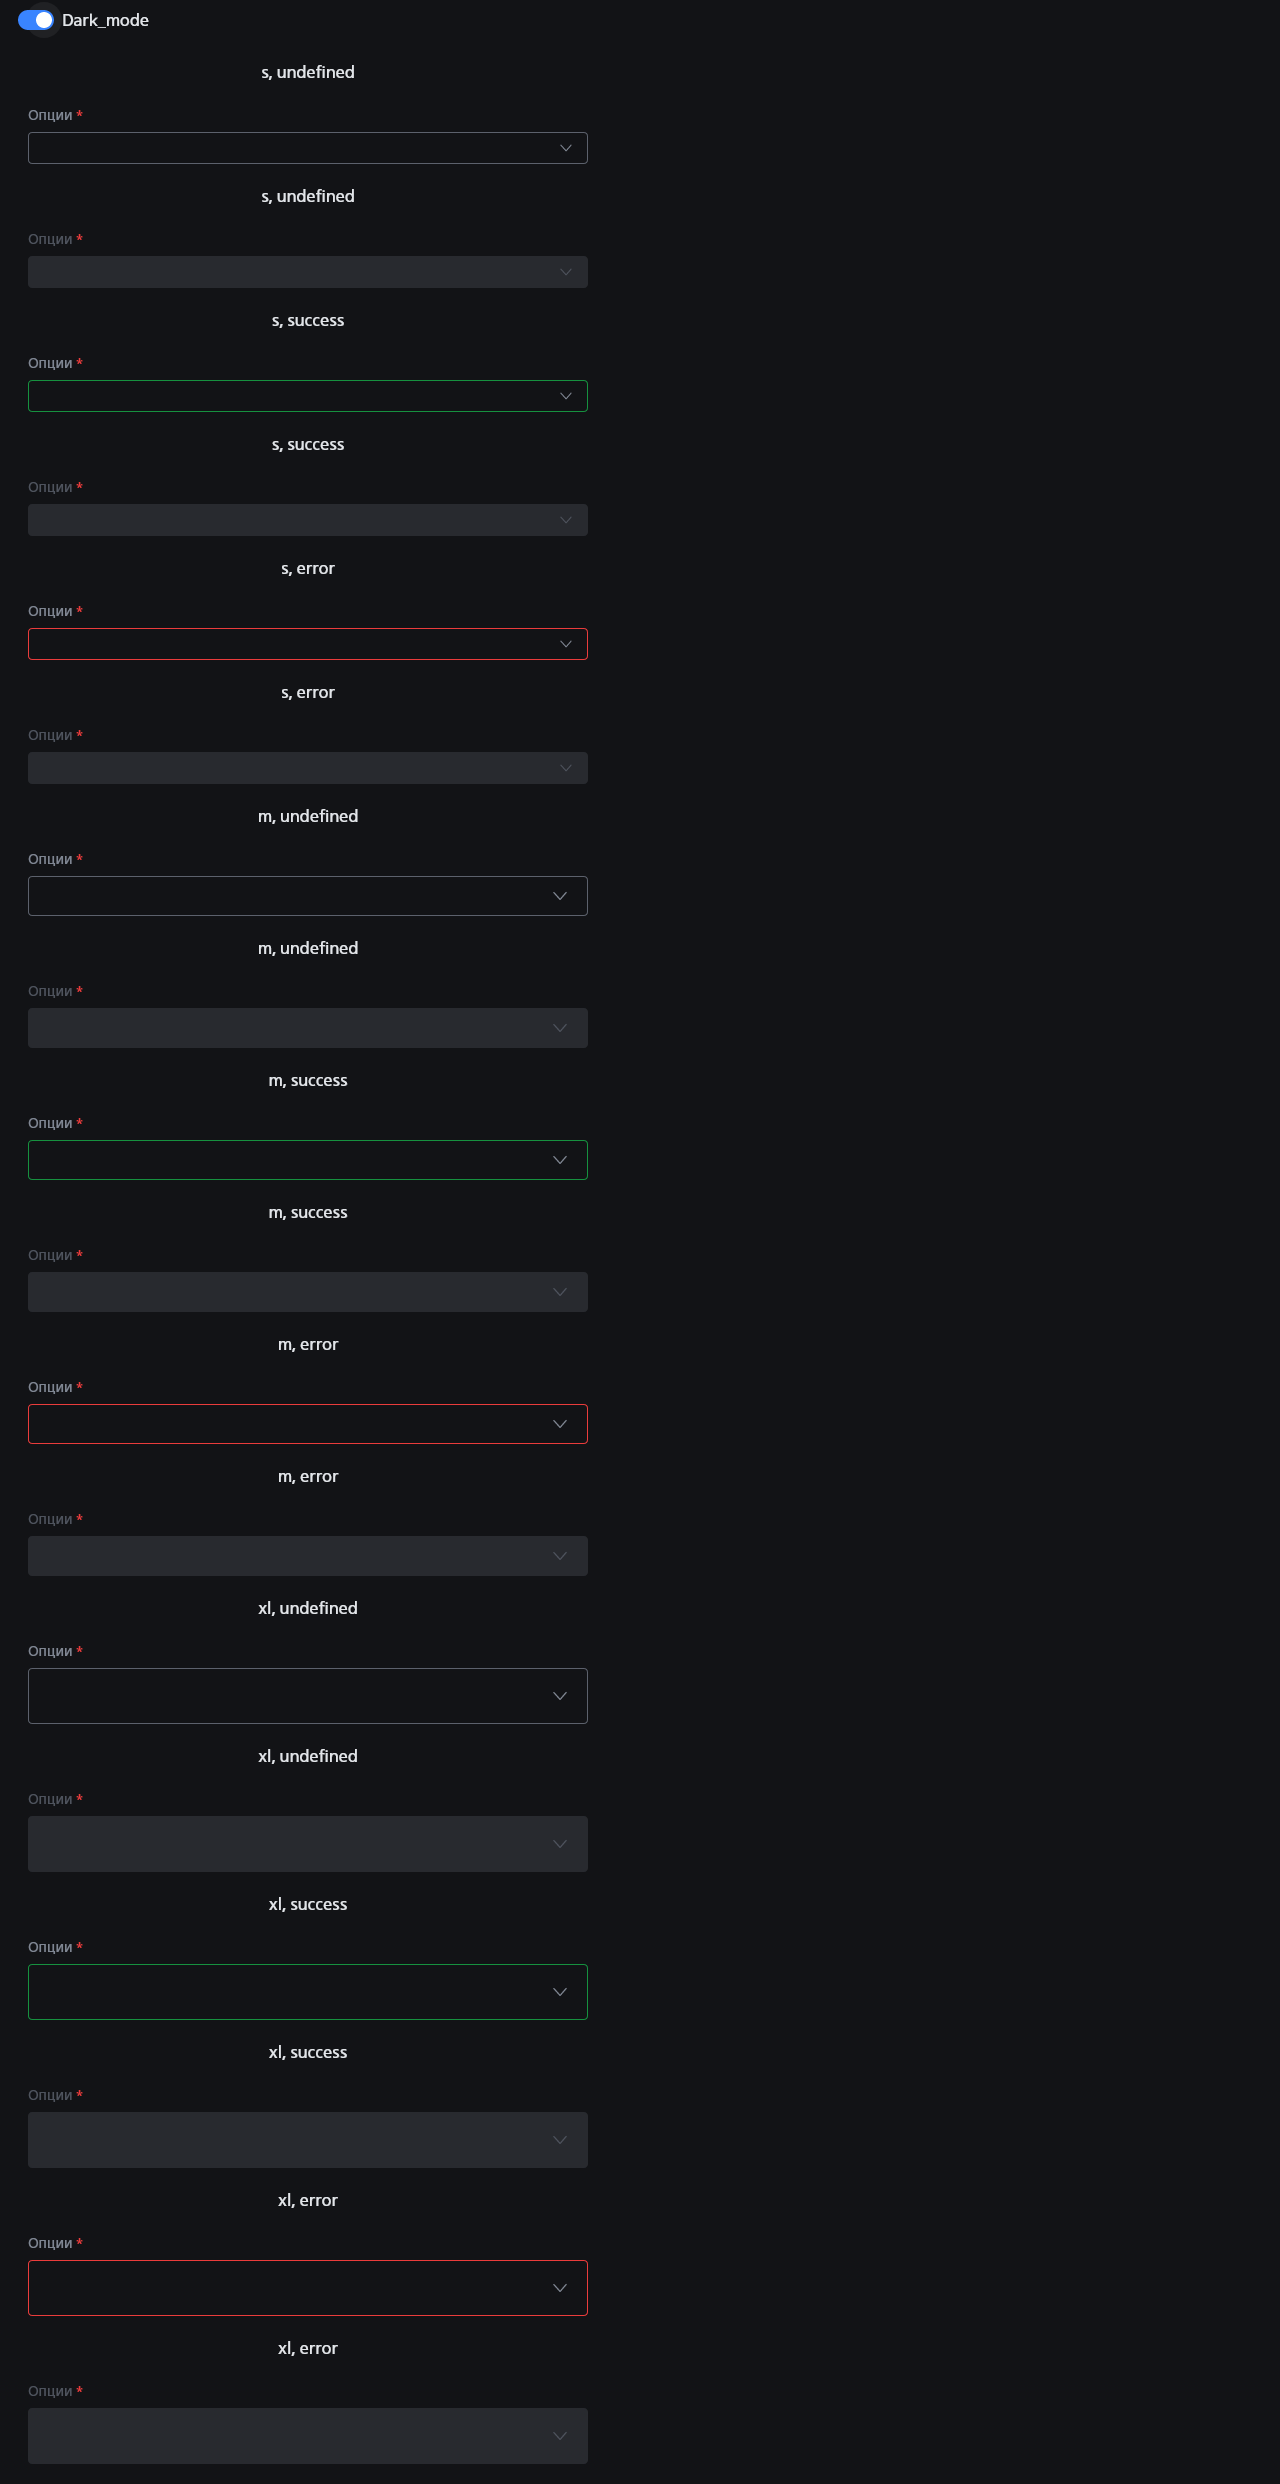 Dark_mode
s, undefined
Опции *
s, undefined
Опции *
s, success
Опции *
s, success
Опции *
s, error
Опции *
s, error
Опции *
m, undefined
Опции *
m, undefined
Опции *
m, success
Опции *
m, success
Опции *
m, error
Опции *
m, error
Опции *
xl, undefined
Опции *
xl, undefined
Опции *
xl, success
Опции *
xl, success
Опции *
xl, error
Опции *
xl, error
Опции *